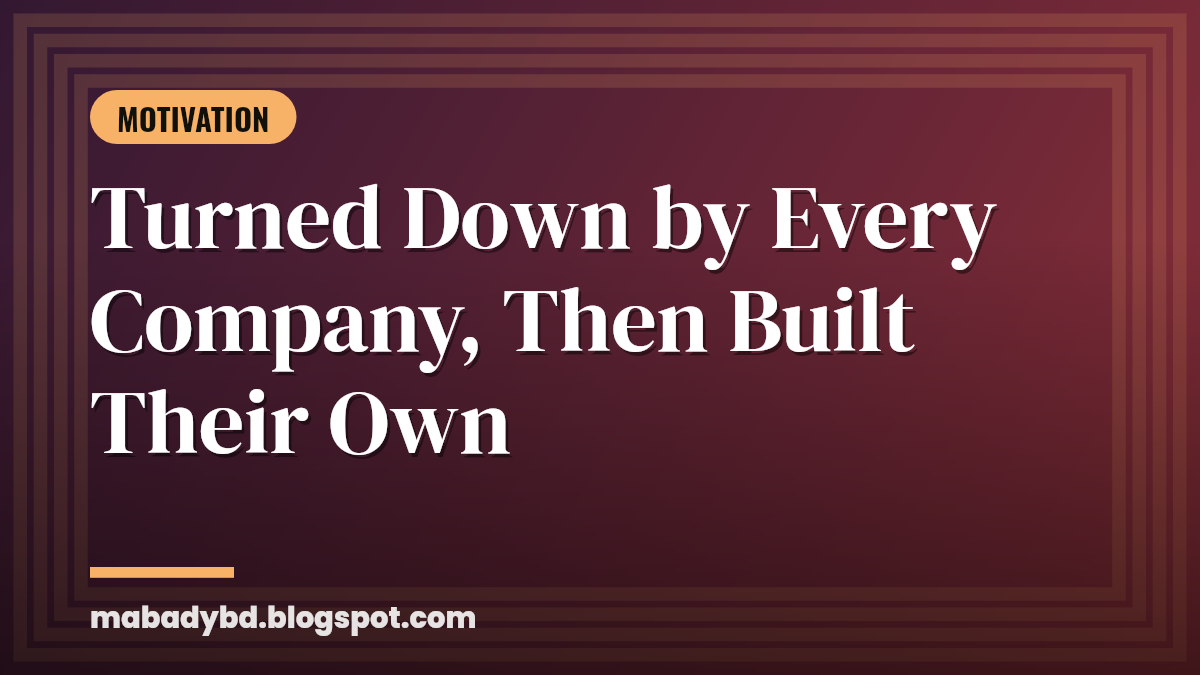 MOTIVATION
Turned Down by Every
Company, Then Built
Their Own
mabadybd.blogspot.com